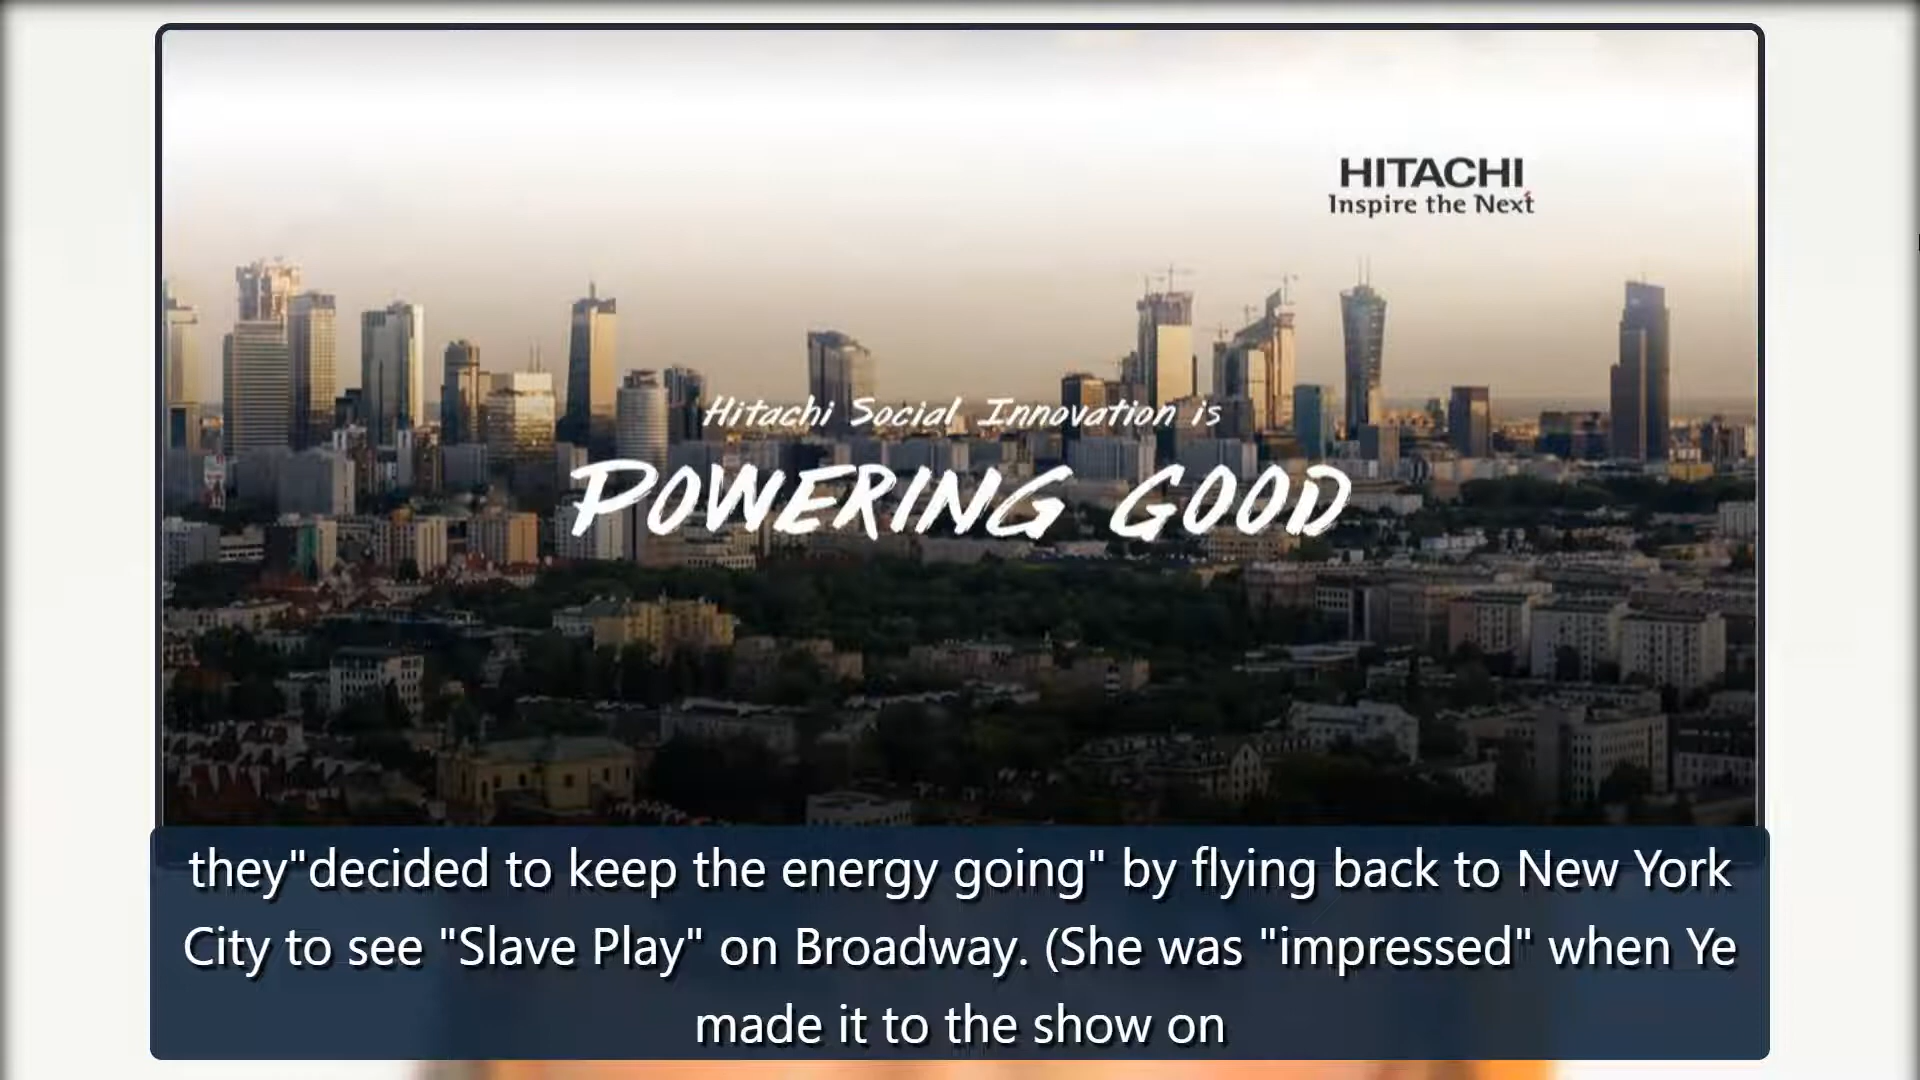 HITACHI
Inspire the Next
Hitachi Social Innovation is
POWERING GOOD
they"decided to keep the energy going" by flying back to New York
City to see "Slave Play" on Broadway. (She was "impressed" when Ye
made it to the show on